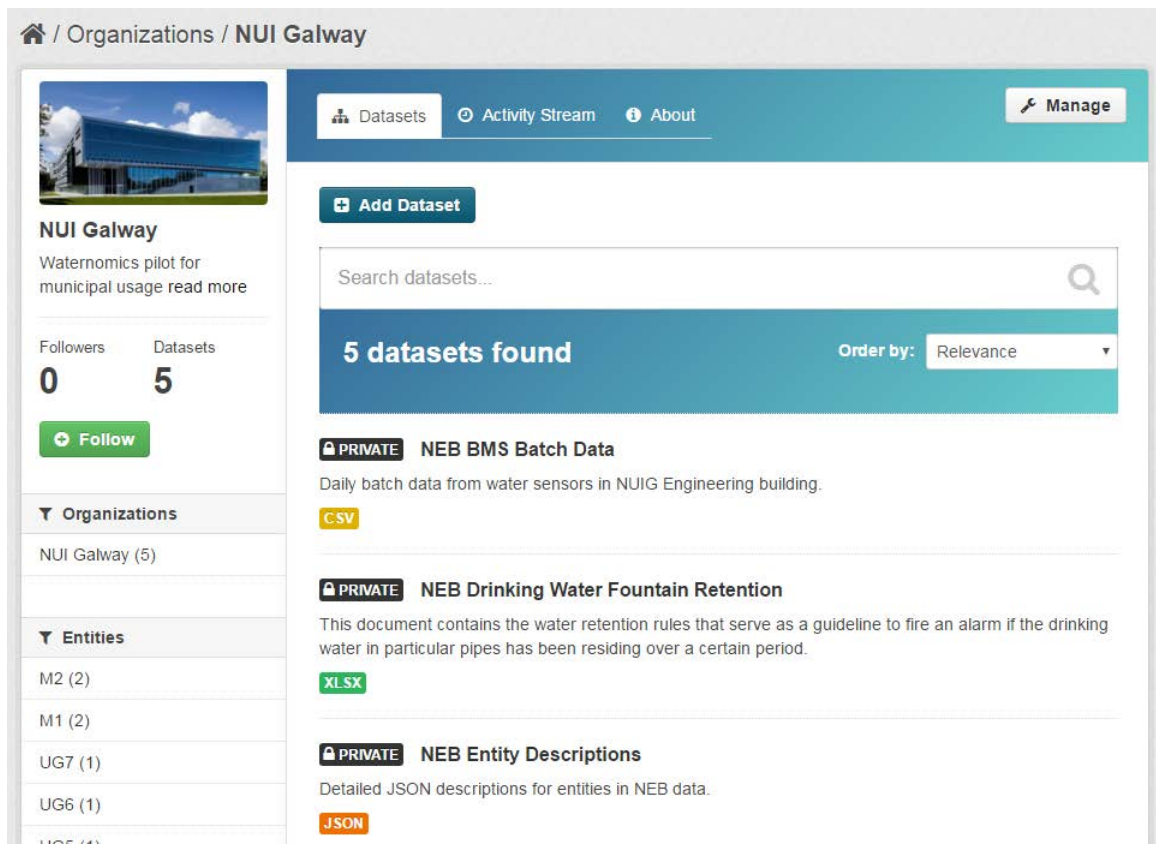 / Organizations / NUI Galway
NUI Galway
Waternomics pilot for
municipal usage read more
Followers Datasets
0 5
Follow
Organizations
NUI Galway (5)
Entities
M2 (2)
M1 (2)
UG7 (1)
UG6 (1)
UG5 (1)
Datasets Activity Stream About
Manage
Add Dataset
Search datasets...
5 datasets found
Order by: Relevance
PRIVATE NEB BMS Batch Data
Daily batch data from water sensors in NUIG Engineering building.
CSV
PRIVATE NEB Drinking Water Fountain Retention
This document contains the water retention rules that serve as a guideline to fire an alarm if the drinking
water in particular pipes has been residing over a certain period.
XLSX
PRIVATE NEB Entity Descriptions
Detailed JSON descriptions for entities in NEB data.
JSON